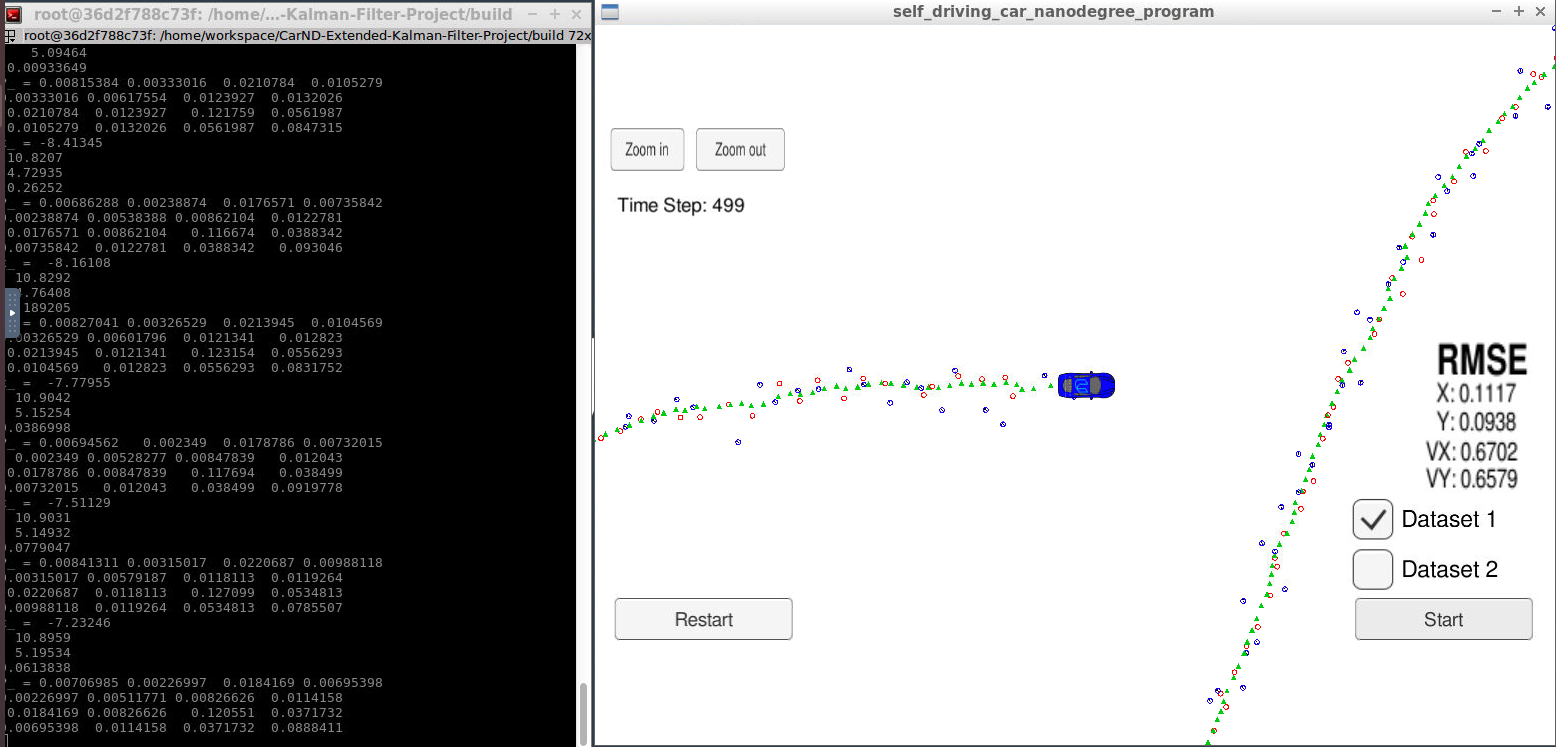 root@36d2f788c73f: /home/...-Kalman-Filter-Project/build
root@36d2f788c73f: /home/workspace/CarND-Extended-Kalman-Filter-Project/build 72x
5.09464
0.00933649
_ = 0.00815384 0.00333016 0.0210784 0.0105279
0.00333016 0.00617554 0.0123927 0.0132026
0.0210784 0.0123927 0.121759 0.0561987
0.0105279 0.0132026 0.0561987 0.0847315
_ = -8.41345
10.8207
4.72935
0.26252
_ = 0.00686288 0.00238874 0.0176571 0.00735842
0.00238874 0.00538388 0.00862104 0.0122781
0.0176571 0.00862104 0.116674 0.0388342
0.00735842 0.0122781 0.0388342 0.093046
_ = -8.16108
10.8292
.76408
189205
= 0.00827041 0.00326529 0.0213945 0.0104569
.00326529 0.00601796 0.0121341 0.012823
0.0213945 0.0121341 0.123154 0.0556293
0.0104569 0.012823 0.0556293 0.0831752
_ = -7.77955
10.9042
5.15254
0.0386998
_ = 0.00694562 0.002349 0.0178786 0.00732015
0.002349 0.00528277 0.00847839 0.012043
0.0178786 0.00847839 0.117694 0.038499
0.00732015 0.012043 0.038499 0.0919778
_ = -7.51129
10.9031
5.14932
0.0779047
_ = 0.00841311 0.00315017 0.0220687 0.00988118
0.00315017 0.00579187 0.0118113 0.0119264
0.0220687 0.0118113 0.127099 0.0534813
0.00988118 0.0119264 0.0534813 0.0785507
_ = -7.23246
10.8959
5.19534
0.0613838
_ = 0.00706985 0.00226997 0.0184169 0.00695398
0.00226997 0.00511771 0.00826626 0.0114158
0.0184169 0.00826626 0.120551 0.0371732
0.00695398 0.0114158 0.0371732 0.0888411
self_driving_car_nanodegree_program
Zoom in
Zoom out
Time Step: 499
RMSE
X: 0.1117
Y: 0.0938
VX: 0.6702
VY: 0.6579
Dataset 1
Dataset 2
Restart
Start